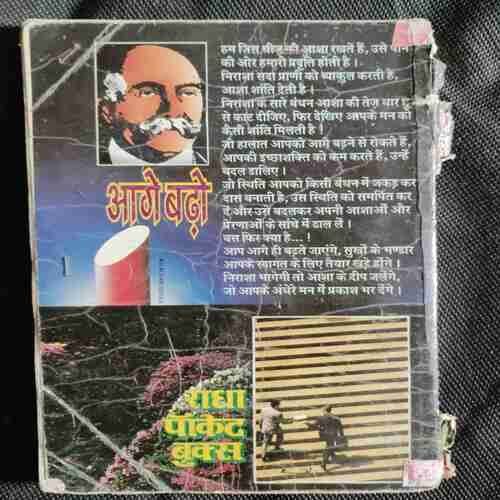 हम जिस चीज की आशा रखते हैं, उसे पाने
की ओर हमारी प्रवृत्ति होती है ।
निराशा सदा प्राणी को व्याकुल करती है,
आशा शांति देती है !
निराशा के सारे बंधन आशा की तेज धार
से काट दीजिए, फिर देखिए आपके मन को
कैसी शांति मिलती है !
जो हालात आपको आगे बढ़ने से रोकते हैं,
आपकी इच्छाशक्ति को कम करते हैं, उन्हें
बदल डालिए ।
जो स्थिति आपको किसी बंधन में जकड़ कर
दास बनाती है, उस स्थिति को समर्पित कर
दें और उसे बदलकर अपनी आशाओं और
प्रेरणाओं के सांचे में ढाल लें ।
बस फिर क्या है...!
आप आगे ही बढ़ते जाएंगे, सुखों के भण्डार
आपके स्वागत के लिए तैयार खड़े होंगे ।
निराशा भागेगी तो आशा के दीप जलेंगे,
जो आपके अंधेरे मन में प्रकाश भर देंगे ।
आगे बढ़ो
राधा
पॉकेट
बुक्स